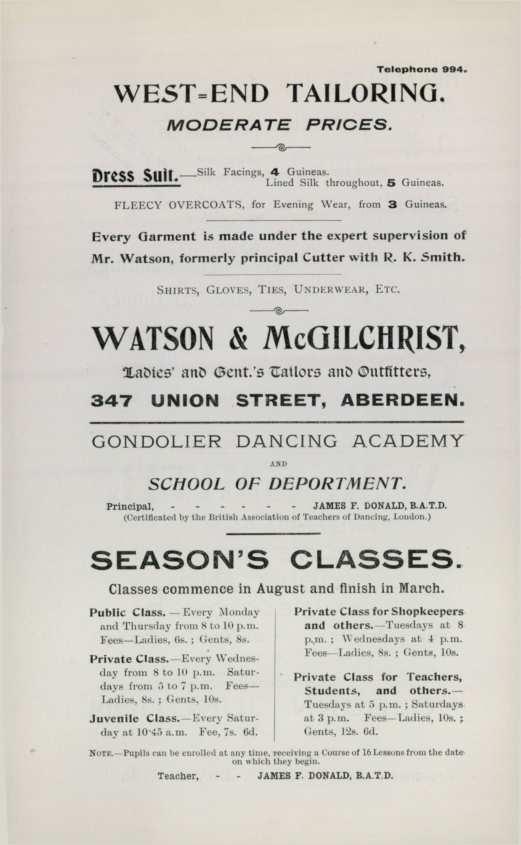 Telephone 994.
WEST=END TAILORING.
MODERATE PRICES.
Dress Suit.—Silk Facings, 4 Guineas.
Lined Silk throughout, 5 Guineas.
FLEECY OVERCOATS, for Evening Wear, from 3 Guineas.
Every Garment is made under the expert supervision of
Mr. Watson, formerly principal Cutter with R. K. Smith.
SHIRTS, GLOVES, TIES, UNDERWEAR, ETC.
WATSON & McGILCHRIST,
Ladies' and Gent.'s Tailors and Outfitters,
347 UNION STREET, ABERDEEN.
GONDOLIER DANCING ACADEMY
AND
SCHOOL OF DEPORTMENT.
Principal, - - - - - - JAMES F. DONALD, B.A.T.D.
(Certificated by the British Association of Teachers of Dancing, London.)
SEASON'S CLASSES.
Classes commence in August and finish in March.
Public Class.—Every Monday
and Thursday from 8 to 10 p.m.
Fees—Ladies, 6s. ; Gents, 8s.
Private Class.—Every Wednes-
day from 8 to 10 p.m. Satur-
days from 5 to 7 p.m. Fees—
Ladies, 8s. ; Gents, 10s.
Juvenile Class.—Every Satur-
day at 10·45 a.m. Fee, 7s. 6d.
Private Class for Shopkeepers
and others.—Tuesdays at 8
p.m. ; Wednesdays at 4 p.m.
Fees—Ladies, 8s. ; Gents, 10s.
Private Class for Teachers,
Students, and others.—
Tuesdays at 5 p.m. ; Saturdays
at 3 p.m. Fees—Ladies, 10s. ;
Gents, 12s. 6d.
NOTE.—Pupils can be enrolled at any time, receiving a Course of 16 Lessons from the date
on which they begin.
Teacher, - - JAMES F. DONALD, B.A.T.D.